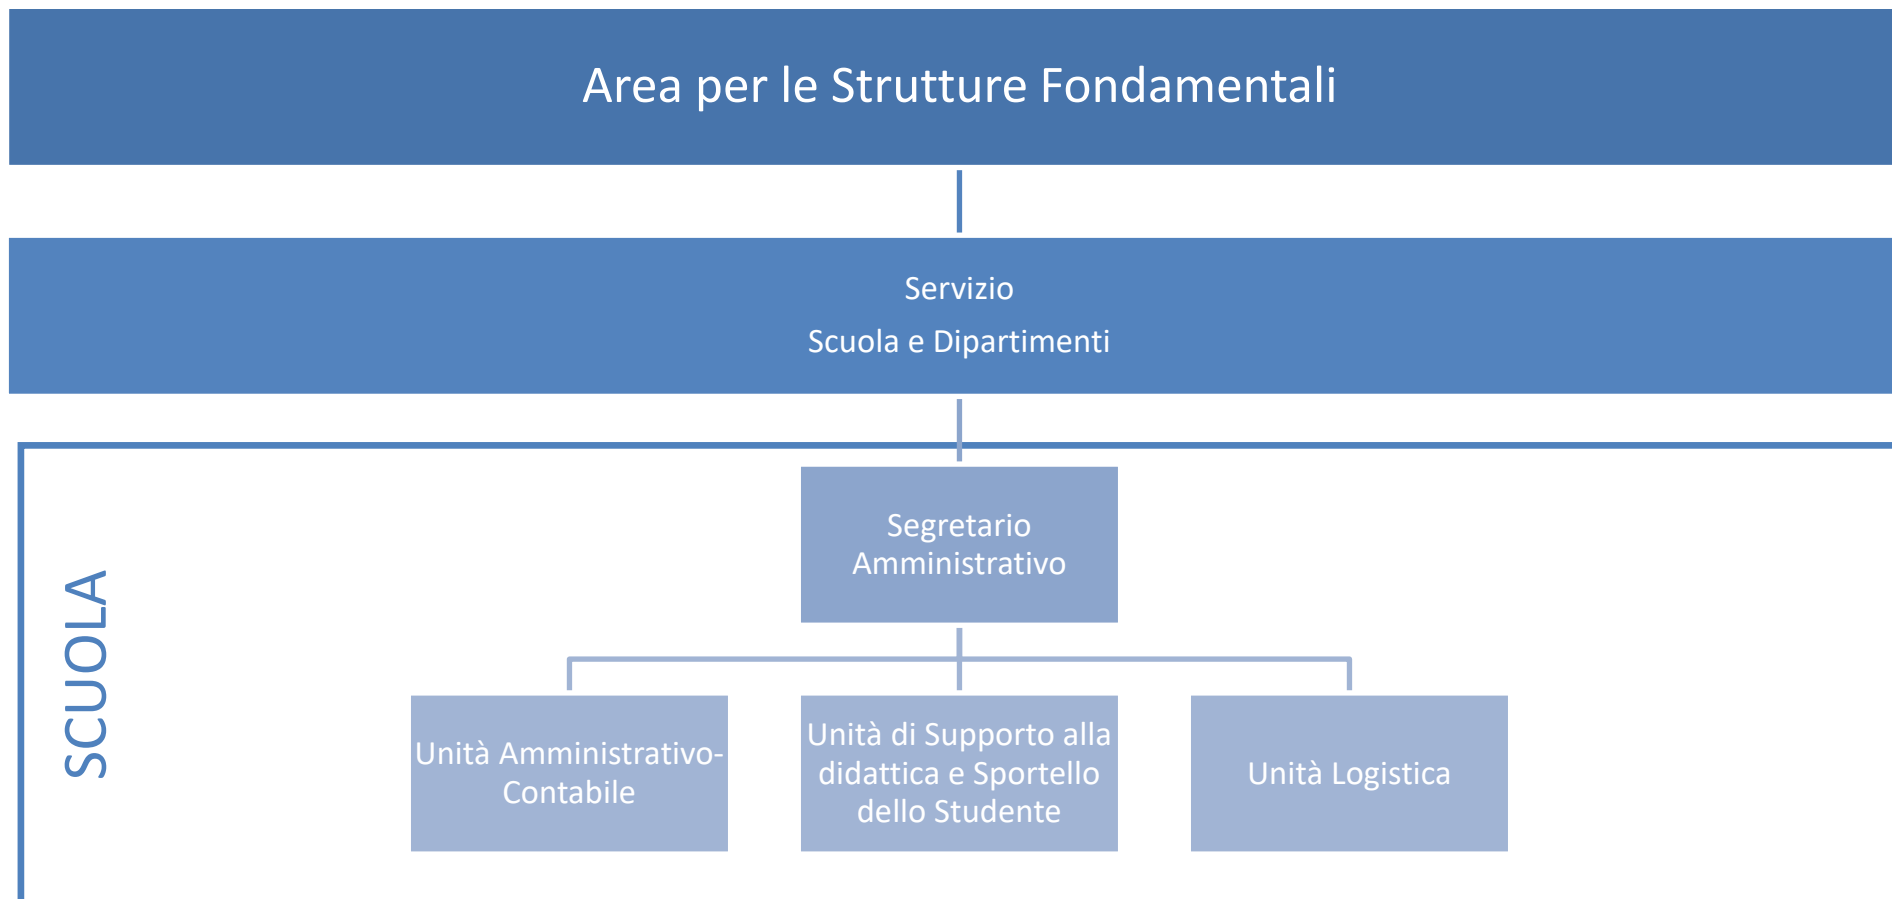 Area per le Strutture Fondamentali
Servizio
Scuola e Dipartimenti
SCUOLA
Segretario
Amministrativo
Unità Amministrativo-
Contabile
Unità di Supporto alla
didattica e Sportello
dello Studente
Unità Logistica